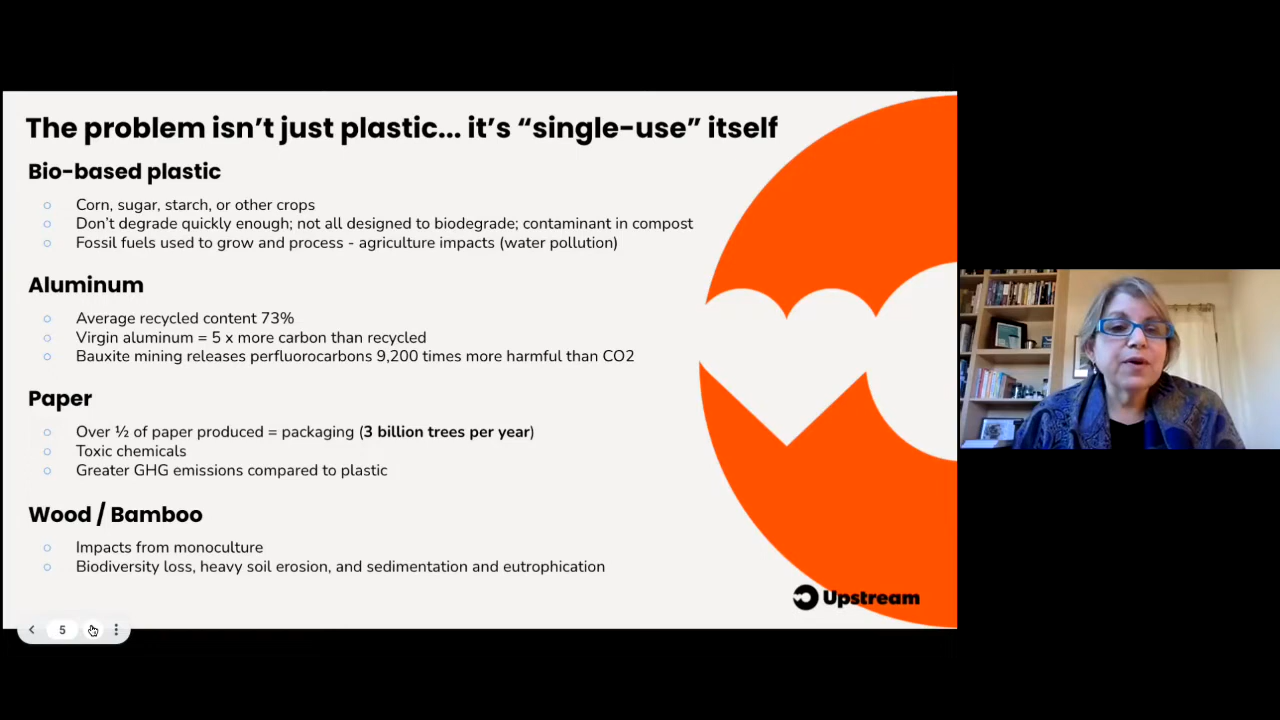 The problem isn’t just plastic... it’s “single-use” itself
Bio-based plastic
Corn, sugar, starch, or other crops
Don’t degrade quickly enough; not all designed to biodegrade; contaminant in compost
Fossil fuels used to grow and process - agriculture impacts (water pollution)
Aluminum
Average recycled content 73%
Virgin aluminum = 5 x more carbon than recycled
Bauxite mining releases perfluorocarbons 9,200 times more harmful than CO2
Paper
Over ½ of paper produced = packaging (3 billion trees per year)
Toxic chemicals
Greater GHG emissions compared to plastic
Wood / Bamboo
Impacts from monoculture
Biodiversity loss, heavy soil erosion, and sedimentation and eutrophication
Upstream
5